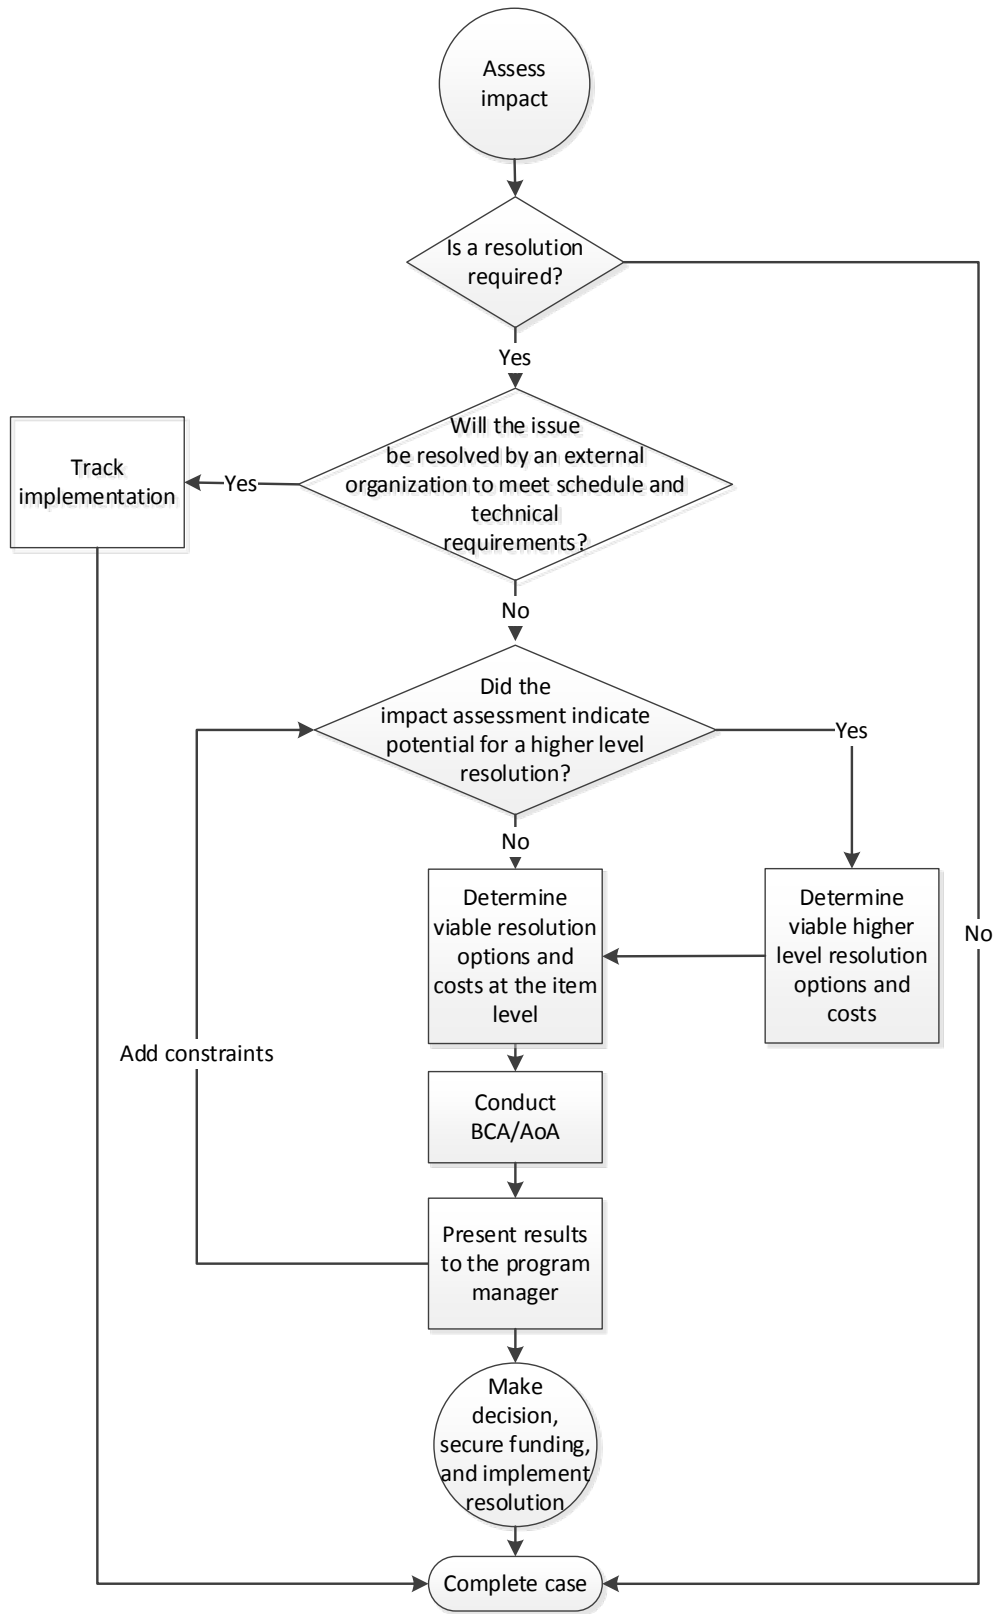 Assess
impact
Is a resolution
required?
Yes
Will the issue
be resolved by an external
organization to meet schedule and
technical
requirements?
Yes
Track
implementation
No
Did the
impact assessment indicate
potential for a higher level
resolution?
Yes
No
Determine
viable resolution
options and
costs at the item
level
Determine
viable higher
level resolution
options and
costs
No
Add constraints
Conduct
BCA/AoA
Present results
to the program
manager
Make
decision,
secure funding,
and implement
resolution
Complete case